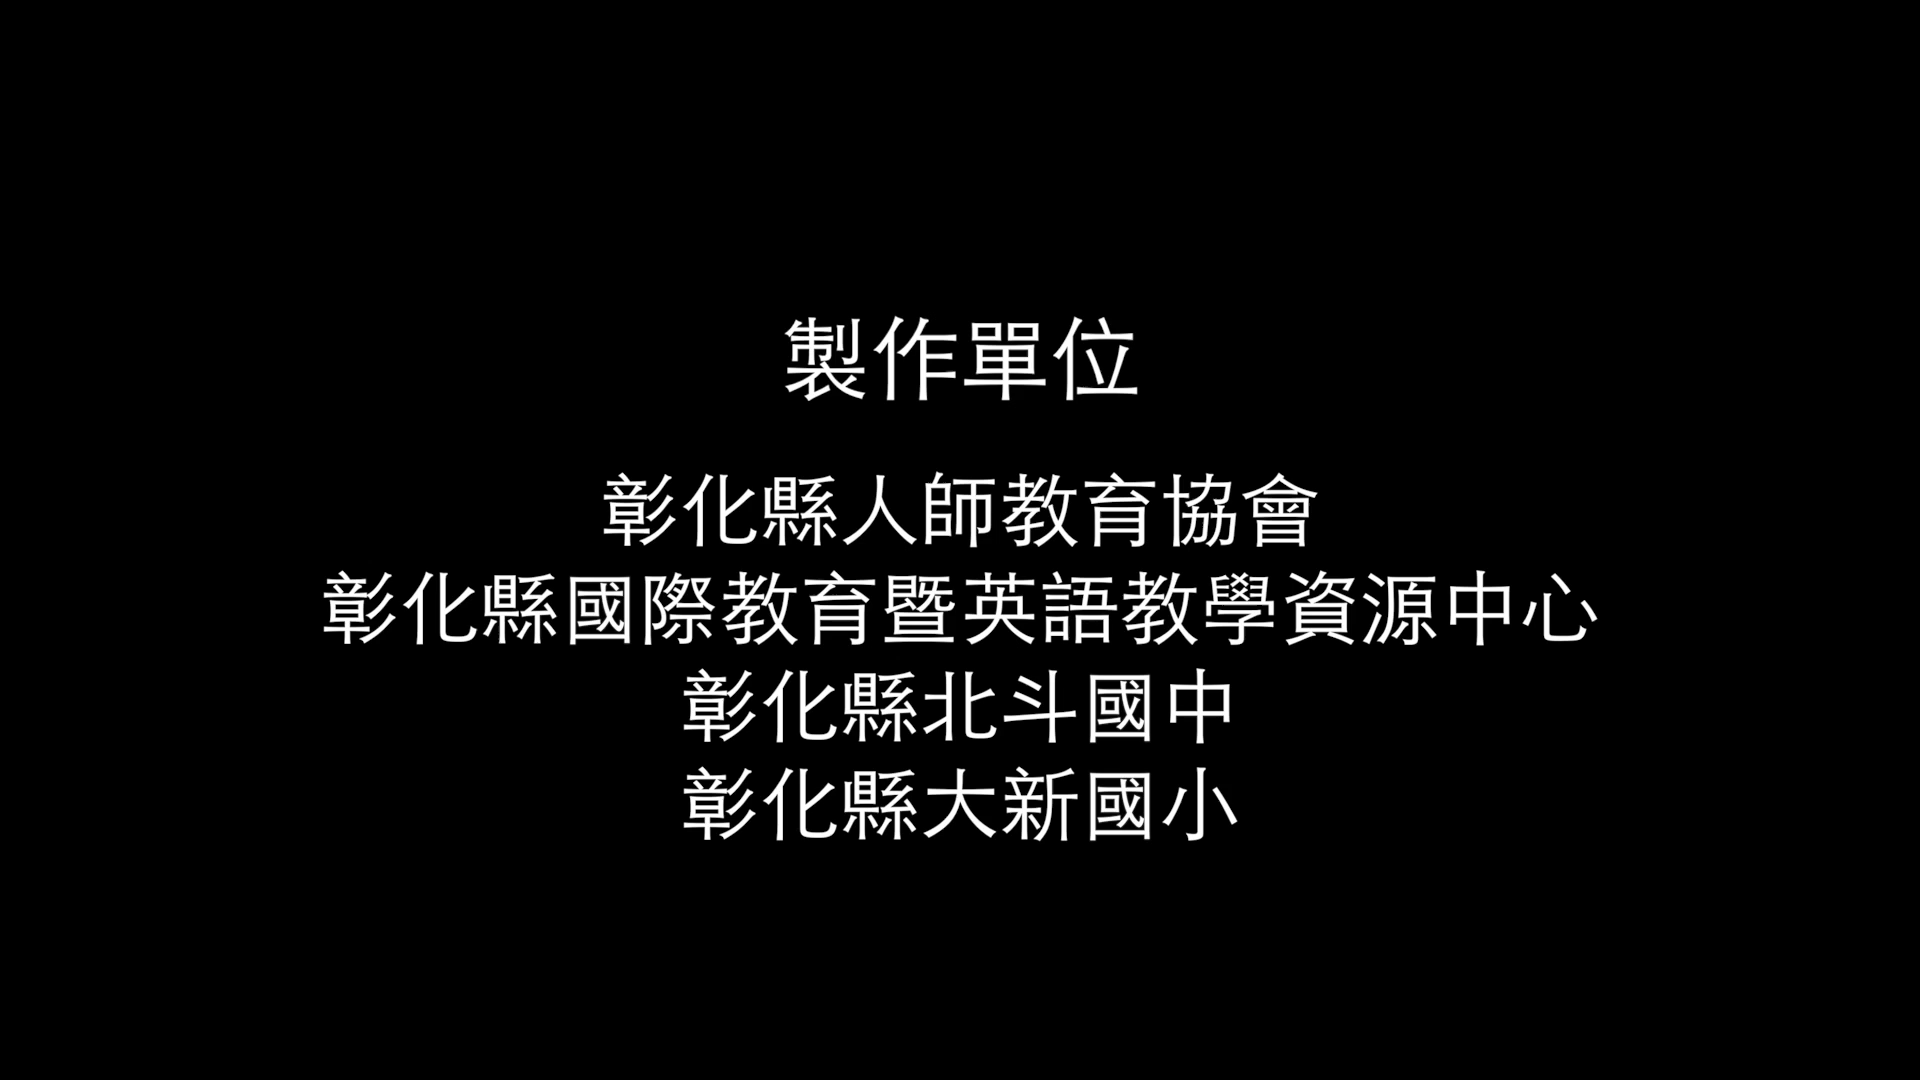 製作單位
彰化縣人師教育協會
彰化縣國際教育暨英語教學資源中心
彰化縣北斗國中
彰化縣大新國小